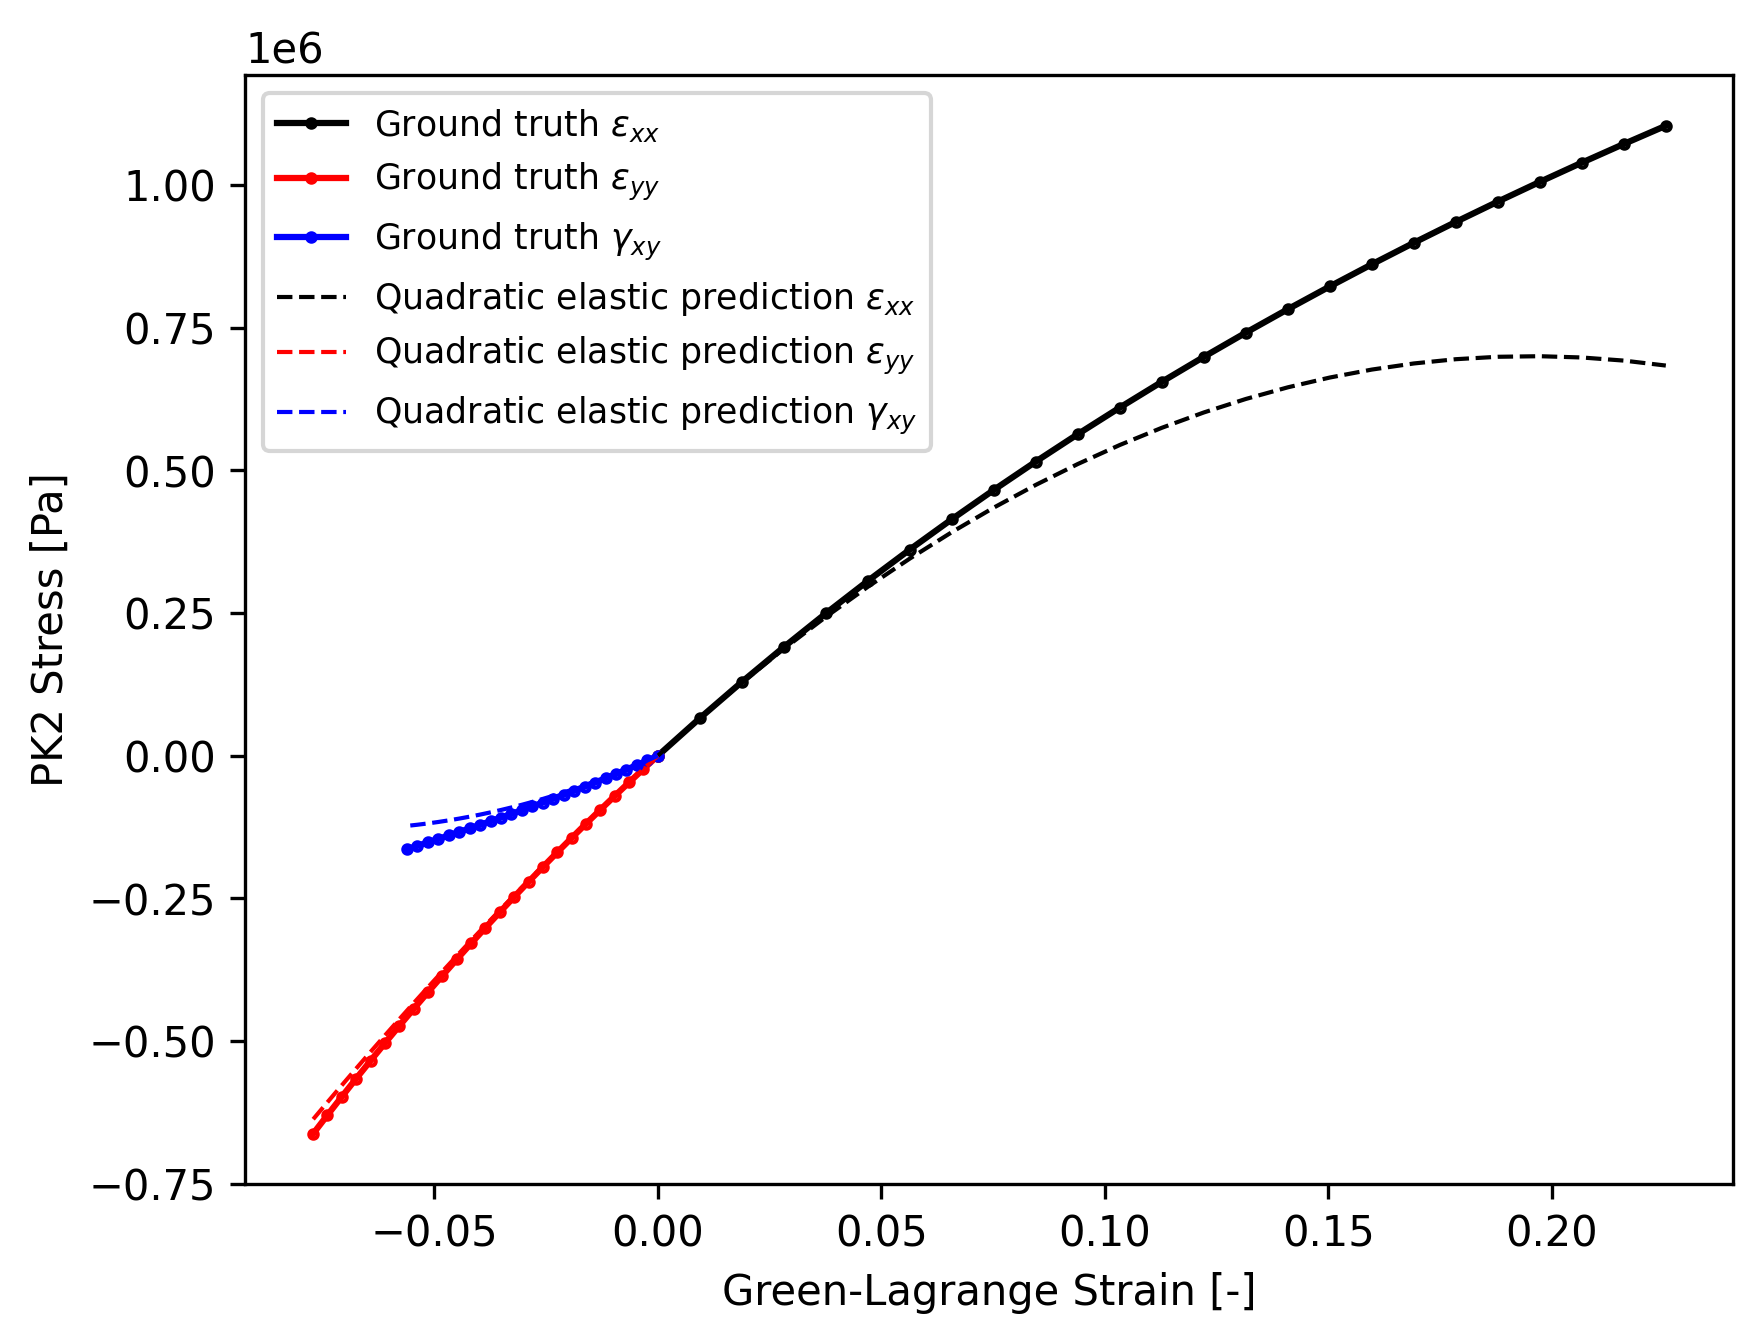 1e6
Ground truth εxx
Ground truth εyy
Ground truth γxy
Quadratic elastic prediction εxx
Quadratic elastic prediction εyy
Quadratic elastic prediction γxy
1.00
0.75
0.50
0.25
0.00
−0.25
−0.50
−0.75
PK2 Stress [Pa]
−0.05 0.00 0.05 0.10 0.15 0.20
Green-Lagrange Strain [-]